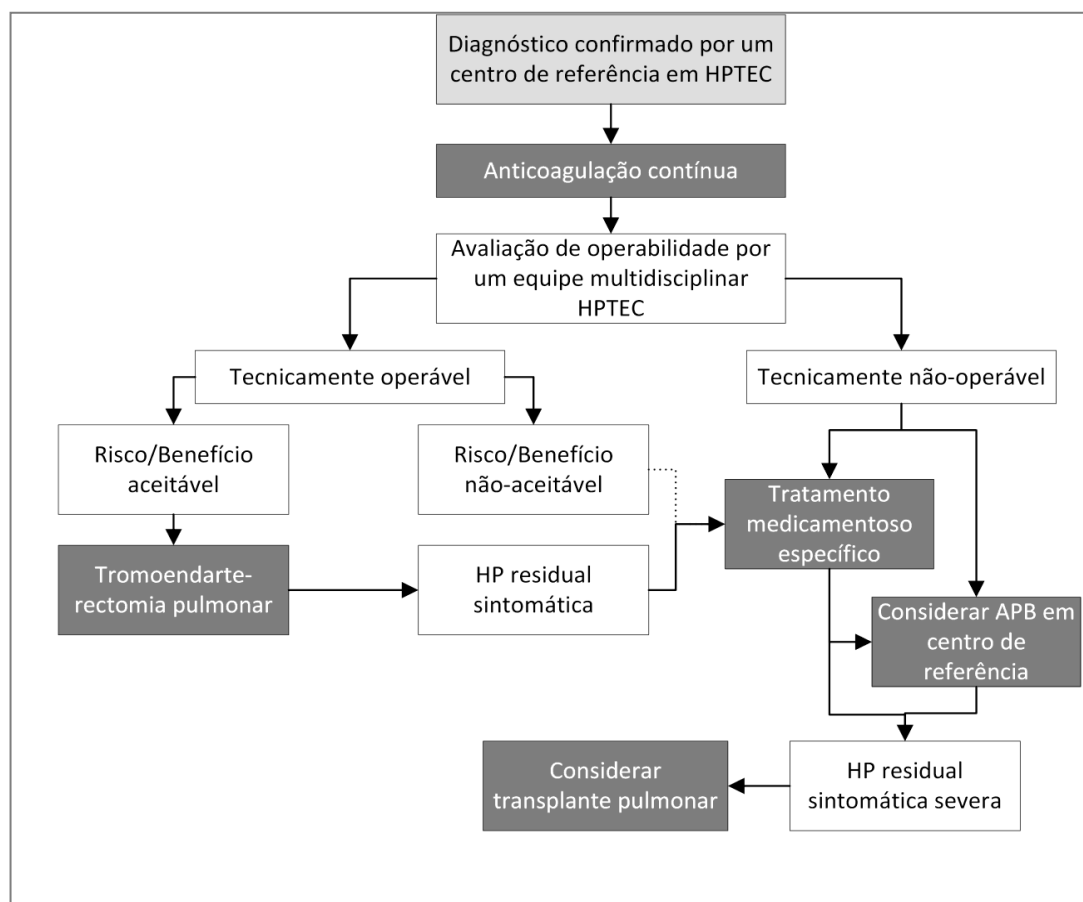 Diagnóstico confirmado por um
centro de referência em HPTEC
Anticoagulação contínua
Avaliação de operabilidade por
um equipe multidisciplinar
HPTEC
Tecnicamente operável
Tecnicamente não-operável
Risco/Benefício
aceitável
Risco/Benefício
não-aceitável
Tratamento
medicamentoso
específico
Tromoendarte-
rectomia pulmonar
HP residual
sintomática
Considerar APB em
centro de
referência
Considerar
transplante pulmonar
HP residual
sintomática severa